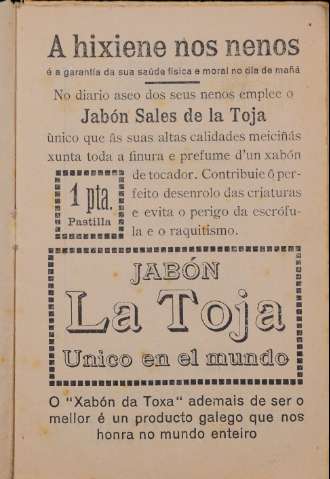 A hixiene nos nenos
é a garantía da sua saúde física e moral no día de mañá
No diario aseo dos seus nenos emplee o
Jabón Sales de la Toja
ùnico que âs suas altas calidades meiciñás
xunta toda a finura e prefume d'un xabón
de tocador. Contribuie ô per-
feito desenrolo das criaturas
e evita o perigo da escrófu-
la e o raquitismo.
1 pta.
Pastilla
JABÓN
La Toja
Unico en el mundo
O "Xabón da Toxa" ademais de ser o
mellor é un producto galego que nos
honra no mundo enteiro